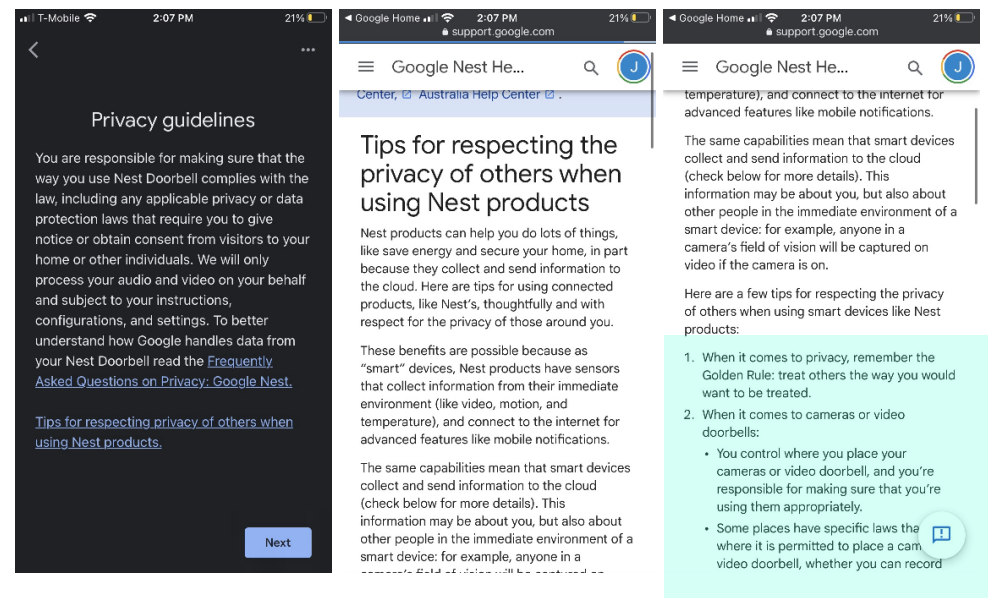 T-Mobile
2:07 PM
21%
Privacy guidelines
You are responsible for making sure that the
way you use Nest Doorbell complies with the
law, including any applicable privacy or data
protection laws that require you to give
notice or obtain consent from visitors to your
home or other individuals. We will only
process your audio and video on your behalf
and subject to your instructions,
configurations, and settings. To better
understand how Google handles data from
your Nest Doorbell read the Frequently
Asked Questions on Privacy: Google Nest.
Tips for respecting privacy of others when
using Nest products.
Next
Google Home
2:07 PM
21%
support.google.com
Google Nest He...
J
Center, Australia Help Center .
Tips for respecting the
privacy of others when
using Nest products
Nest products can help you do lots of things,
like save energy and secure your home, in part
because they collect and send information to
the cloud. Here are tips for using connected
products, like Nest's, thoughtfully and with
respect for the privacy of those around you.
These benefits are possible because as
“smart” devices, Nest products have sensors
that collect information from their immediate
environment (like video, motion, and
temperature), and connect to the internet for
advanced features like mobile notifications.
The same capabilities mean that smart devices
collect and send information to the cloud
(check below for more details). This
information may be about you, but also about
other people in the immediate environment of a
smart device: for example, anyone in a
camera's field of vision will be captured on
Google Home
2:07 PM
21%
support.google.com
Google Nest He...
J
temperature), and connect to the internet for
advanced features like mobile notifications.
The same capabilities mean that smart devices
collect and send information to the cloud
(check below for more details). This
information may be about you, but also about
other people in the immediate environment of a
smart device: for example, anyone in a
camera's field of vision will be captured on
video if the camera is on.
Here are a few tips for respecting the privacy
of others when using smart devices like Nest
products:
1. When it comes to privacy, remember the
Golden Rule: treat others the way you would
want to be treated.
2. When it comes to cameras or video
doorbells:
• You control where you place your
cameras or video doorbell, and you're
responsible for making sure that you're
using them appropriately.
• Some places have specific laws tha
where it is permitted to place a cam
video doorbell, whether you can record